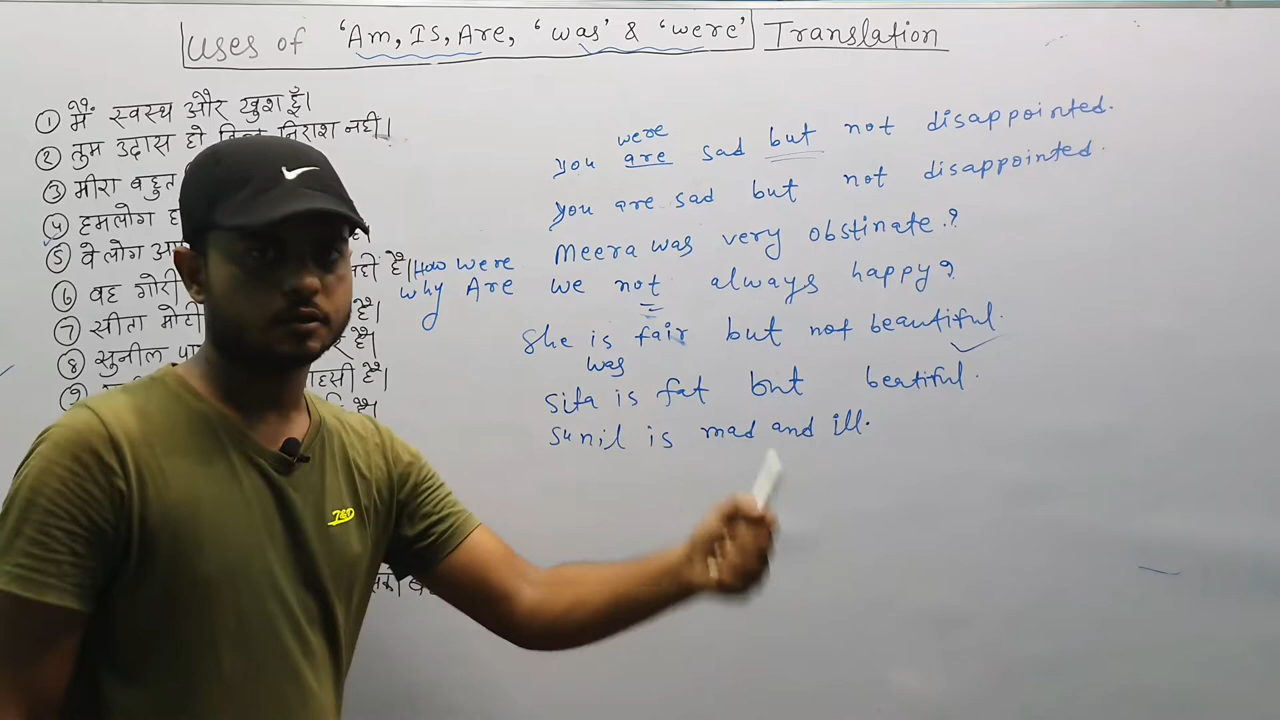 Uses of 'Am, Is, Are, 'was' & 'were' Translation
① मैं स्वस्थ और खुश हूँ।
② तुम उदास हो निराश नहीं।
③ मीरा बहुत
④ हमलोग ह
⑤ वे लोग आ
नहीं है।
⑥ वह गोरी
⑦ सीता मोटी है।
⑧ सुनील पा है।
⑨ हसी है।
है।
were
you are sad but not disappointed.
you are sad but not disappointed.
Meera was very obstinate.?
How were
why Are we not always happy?
She is fair but not beautiful.
was
sita is fat but beatiful.
sunil is mad and ill.